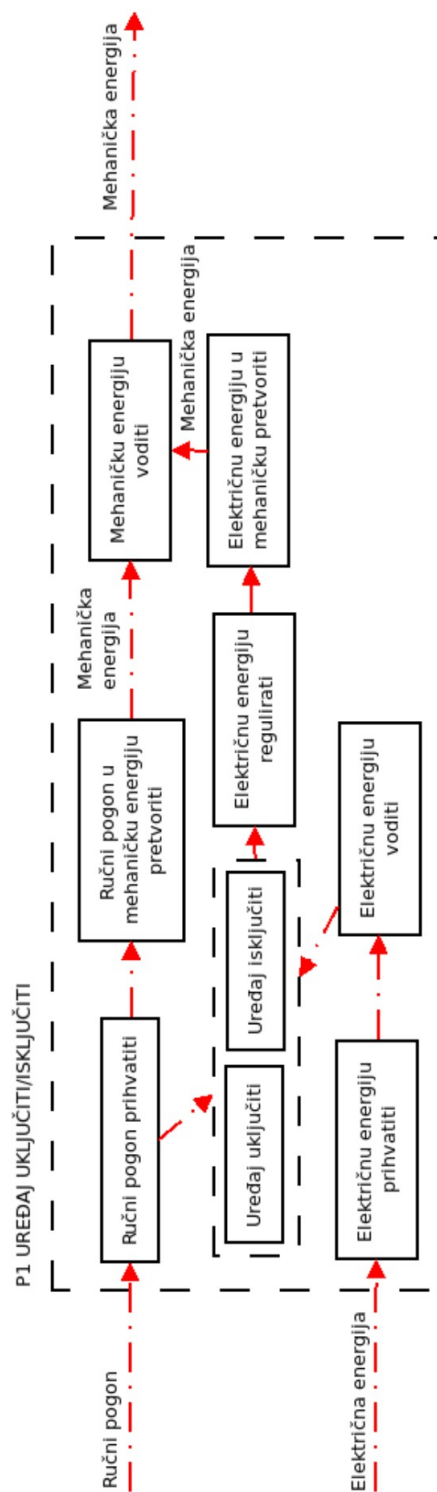 P1 UREĐAJ UKLJUČITI/ISKLJUČITI
Ručni pogon
Ručni pogon prihvatiti
Ručni pogon u
mehaničku energiju
pretvoriti
Mehanička
energija
Mehaničku energiju
voditi
Mehanička energija
Uređaj uključiti
Uređaj isključiti
Električnu energiju
regulirati
Električnu energiju u
mehaničku pretvoriti
Mehanička energija
Električna energija
Električnu energiju
prihvatiti
Električnu energiju
voditi